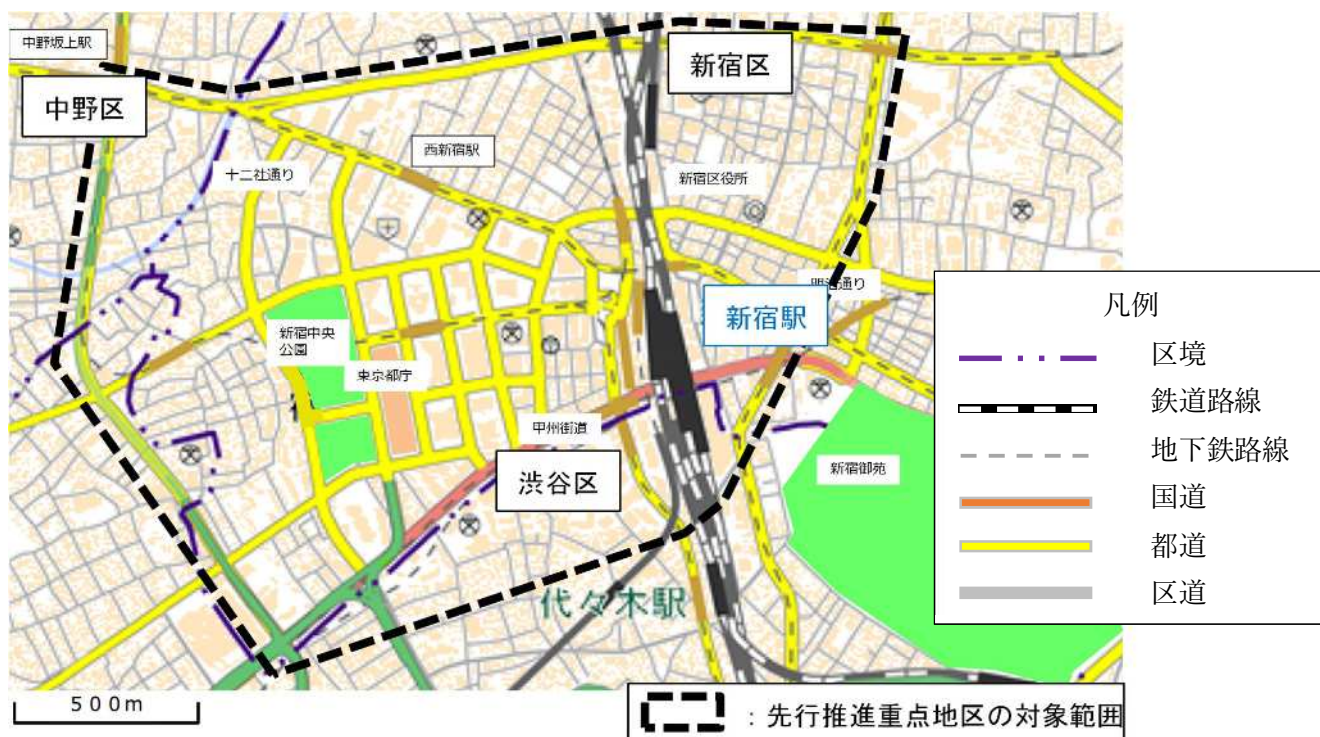 中野坂上駅
新宿区
中野区
西新宿駅
十二社通り
新宿区役所
明治通り
新宿駅
新宿中央
公園
東京都庁
甲州街道
渋谷区
新宿御苑
代々木駅
凡例
区境
鉄道路線
地下鉄路線
国道
都道
区道
500m
：先行推進重点地区の対象範囲